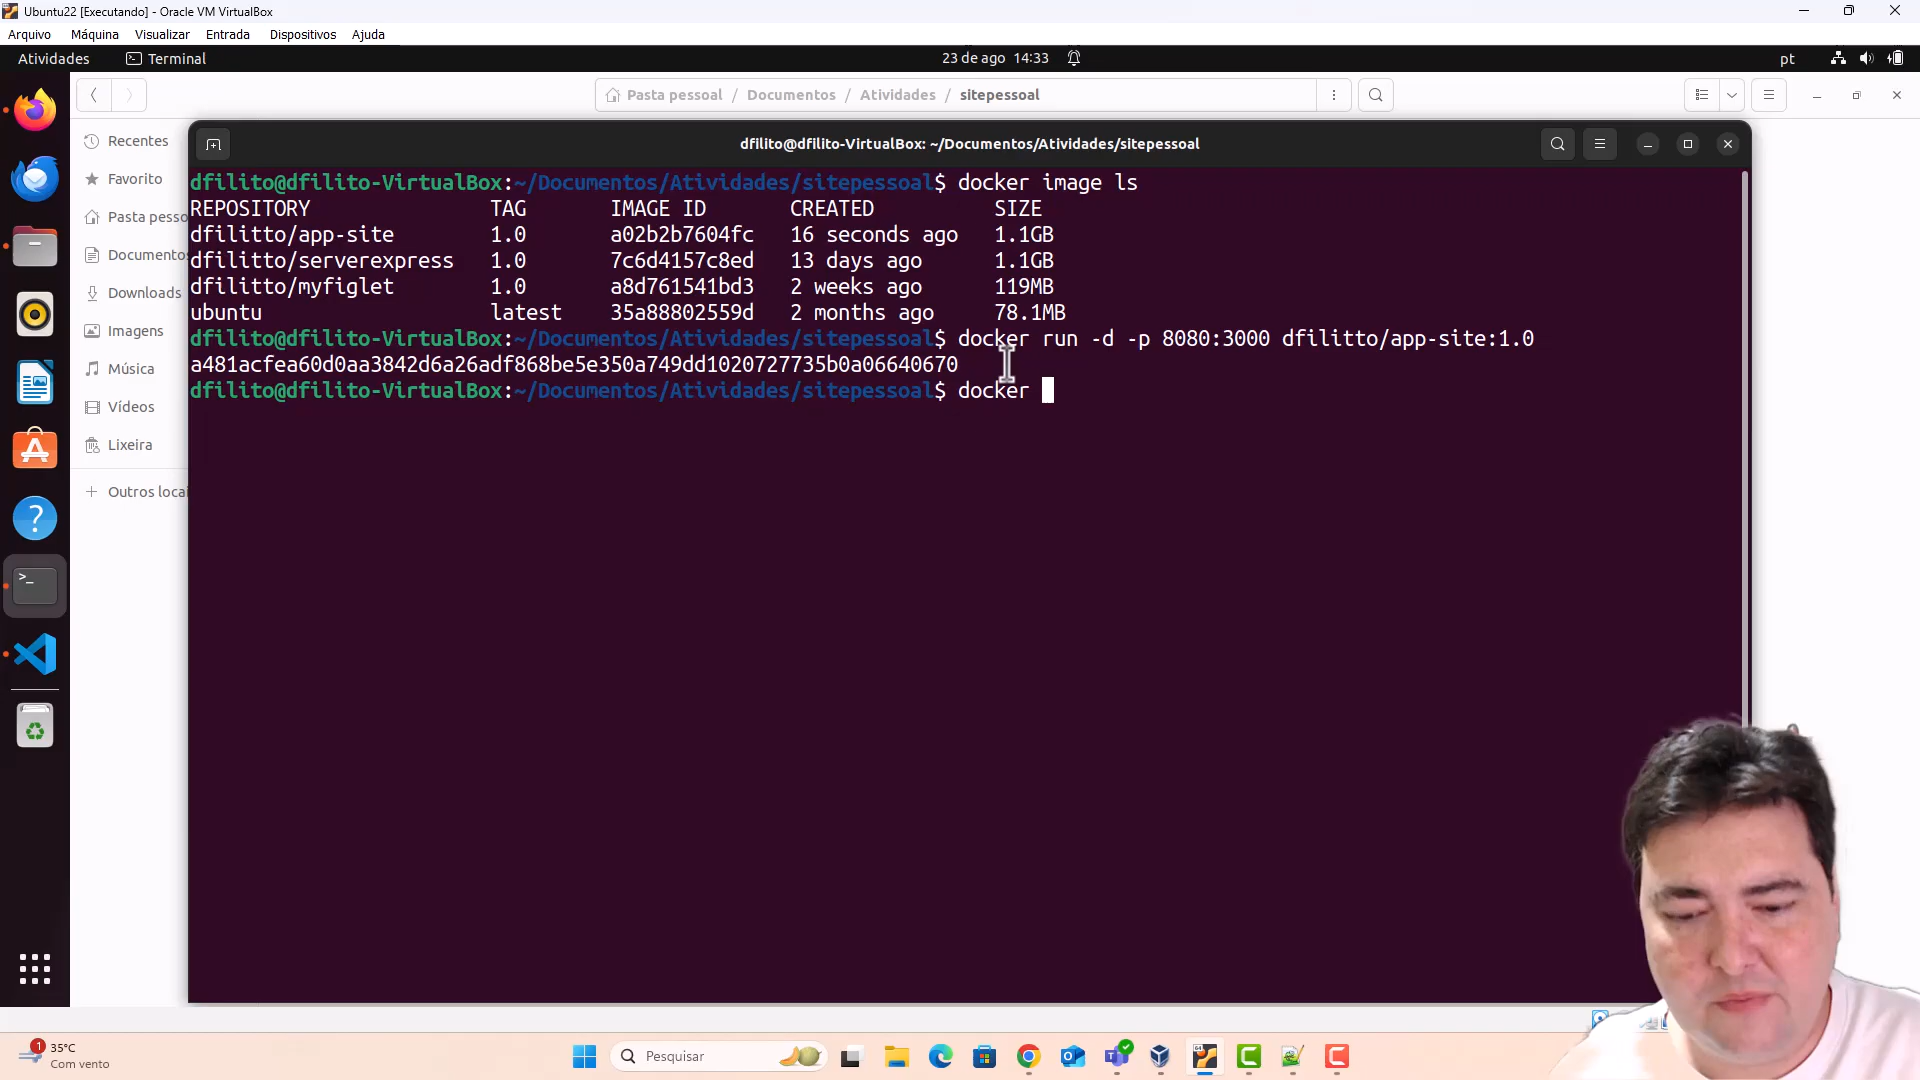 Ubuntu22 [Executando] - Oracle VM VirtualBox
Arquivo Máquina Visualizar Entrada Dispositivos Ajuda
Atividades Terminal 23 de ago 14:33 pt
Pasta pessoal / Documentos / Atividades / sitepessoal
Recentes
Favorito
Pasta pesso
Documento
Downloads
Imagens
Música
Vídeos
Lixeira
Outros locai
dfilito@dfilito-VirtualBox: ~/Documentos/Atividades/sitepessoal
dfilito@dfilito-VirtualBox:~/Documentos/Atividades/sitepessoal$ docker image ls
REPOSITORY TAG IMAGE ID CREATED SIZE
dfilitto/app-site 1.0 a02b2b7604fc 16 seconds ago 1.1GB
dfilitto/serverexpress 1.0 7c6d4157c8ed 13 days ago 1.1GB
dfilitto/myfiglet 1.0 a8d761541bd3 2 weeks ago 119MB
ubuntu latest 35a88802559d 2 months ago 78.1MB
dfilito@dfilito-VirtualBox:~/Documentos/Atividades/sitepessoal$ docker run -d -p 8080:3000 dfilitto/app-site:1.0
a481acfea60d0aa3842d6a26adf868be5e350a749dd1020727735b0a06640670
dfilito@dfilito-VirtualBox:~/Documentos/Atividades/sitepessoal$ docker
1
35°C
Com vento
Pesquisar